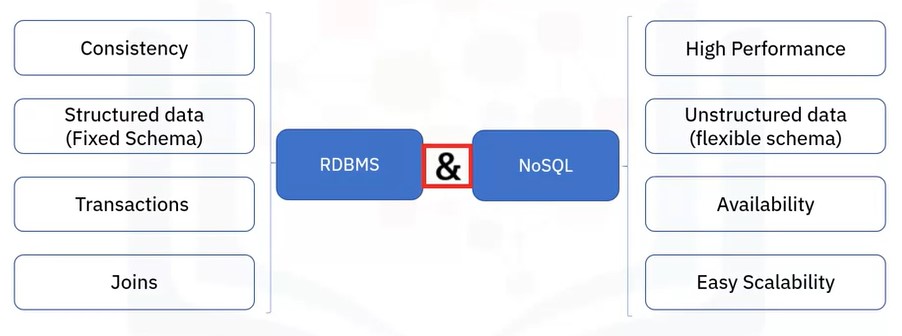 Consistency
Structured data
(Fixed Schema)
Transactions
Joins
RDBMS
&
NoSQL
High Performance
Unstructured data
(flexible schema)
Availability
Easy Scalability